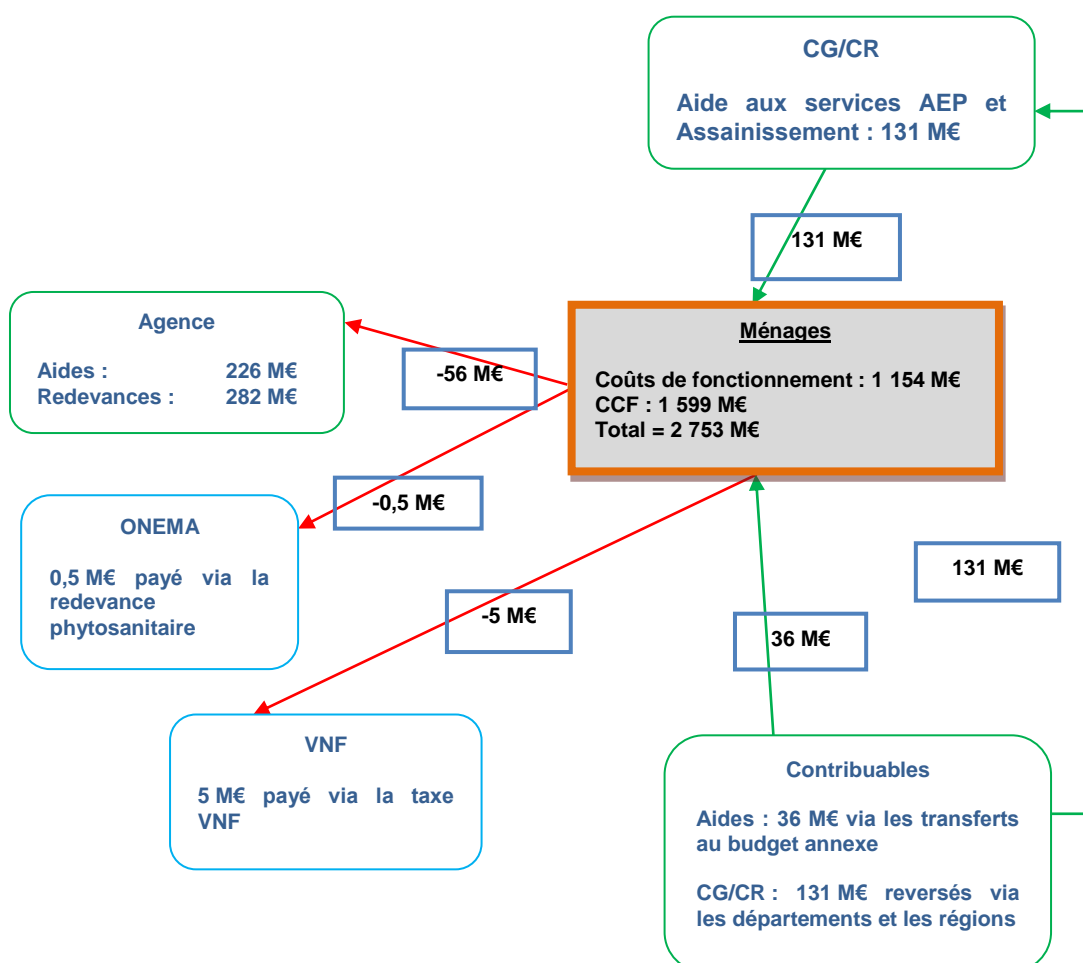 CG/CR
Aide aux services AEP et
Assainissement : 131 M€
131 M€
Agence
Aides : 226 M€
Redevances : 282 M€
-56 M€
Ménages
Coûts de fonctionnement : 1 154 M€
CCF : 1 599 M€
Total = 2 753 M€
-0,5 M€
ONEMA
0,5 M€ payé via la
redevance
phytosanitaire
131 M€
-5 M€
36 M€
VNF
5 M€ payé via la taxe
VNF
Contribuables
Aides : 36 M€ via les transferts
au budget annexe
CG/CR : 131 M€ reversés via
les départements et les régions